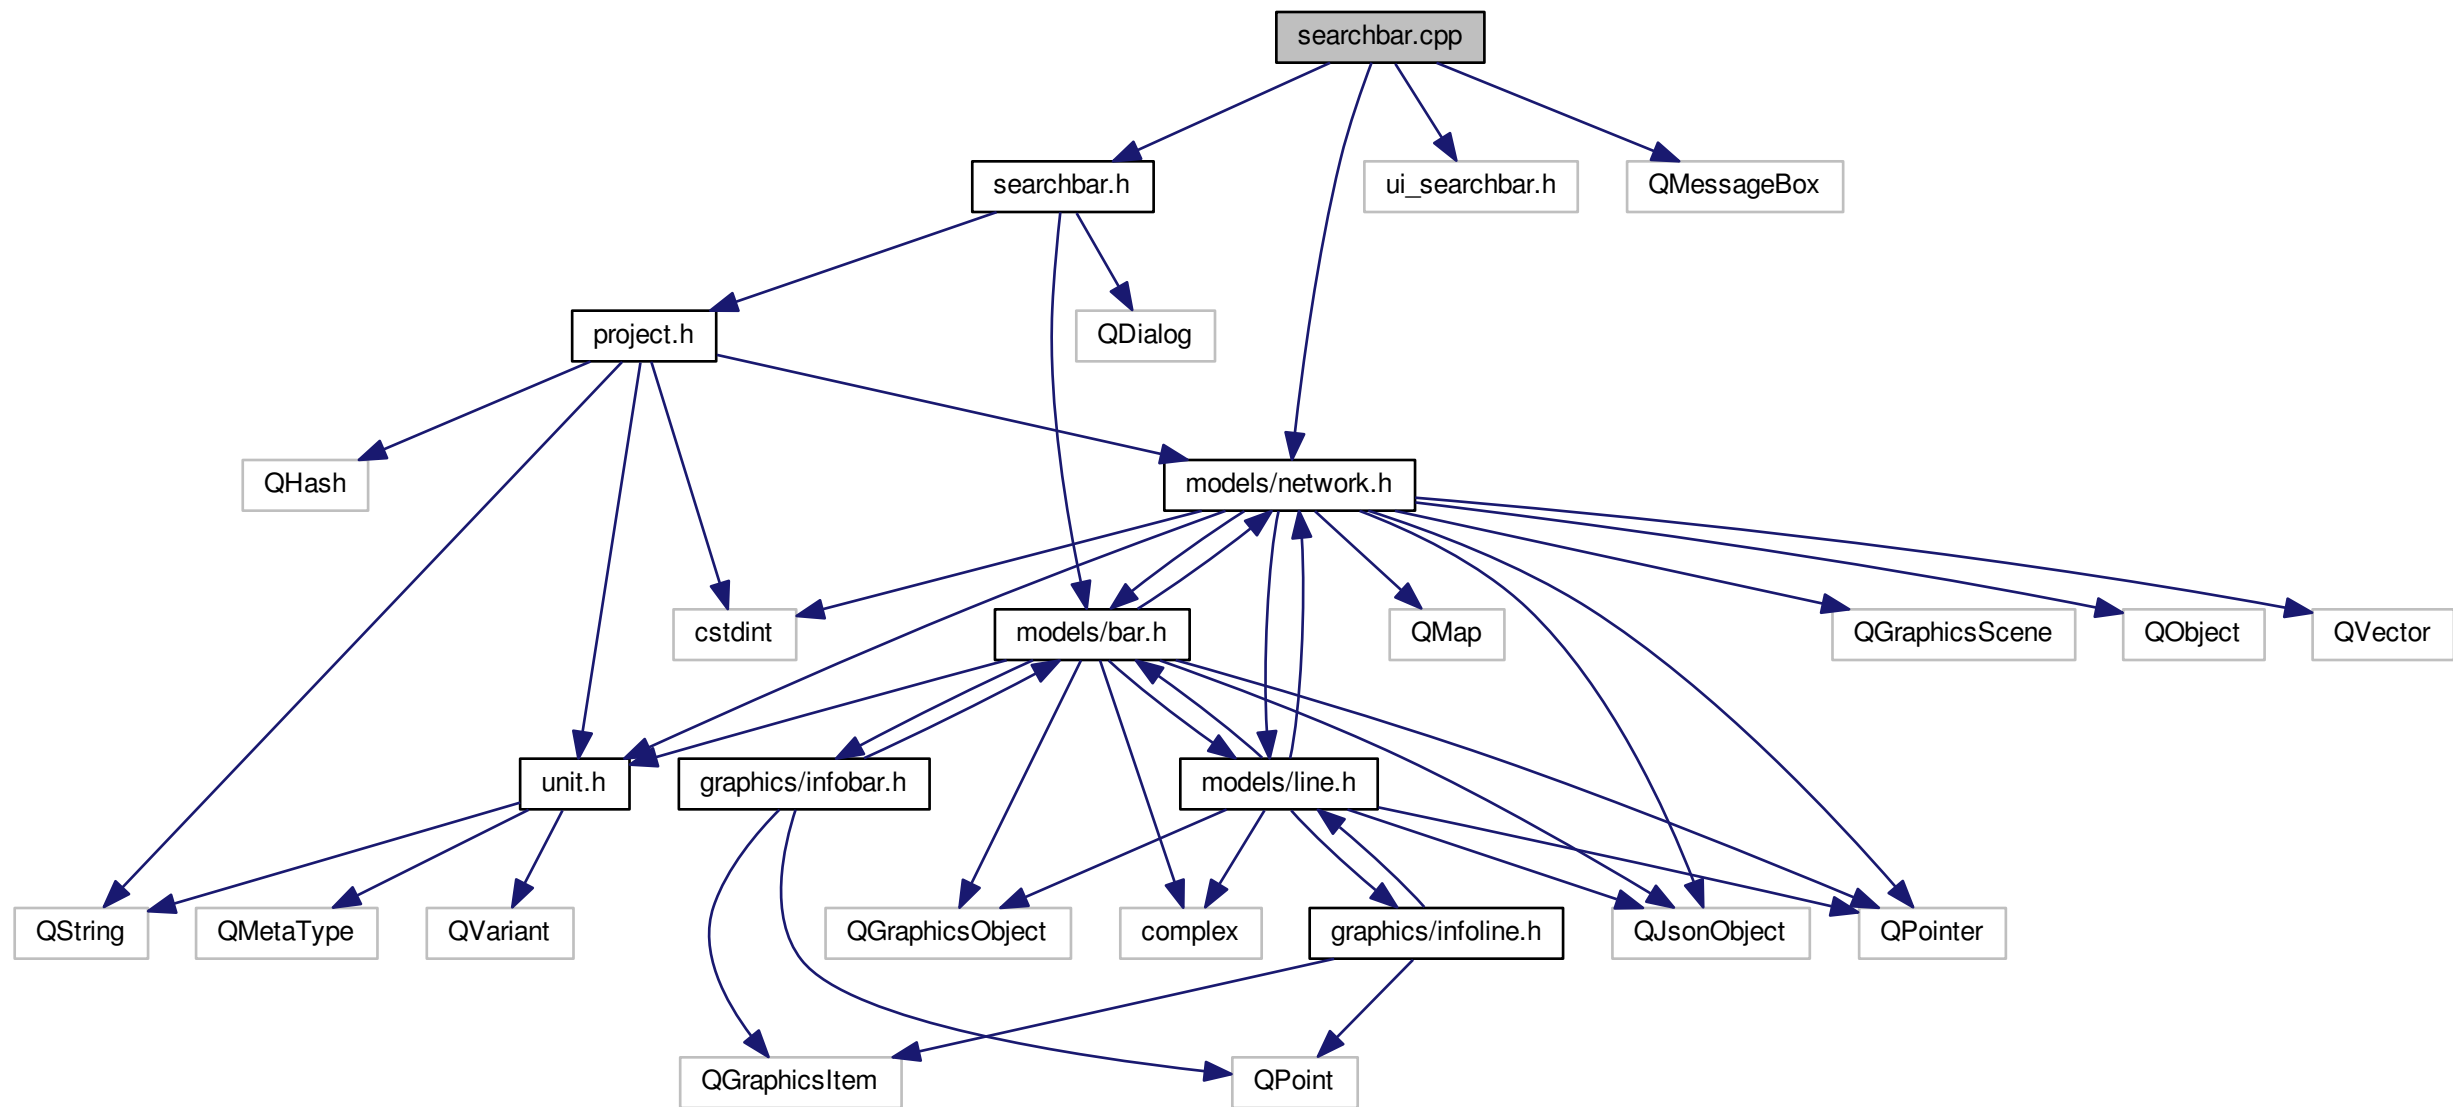 searchbar.cpp
searchbar.h
ui_searchbar.h
QMessageBox
project.h
QDialog
QHash
models/network.h
cstdint
models/bar.h
QMap
QGraphicsScene
QObject
QVector
unit.h
graphics/infobar.h
models/line.h
QString
QMetaType
QVariant
QGraphicsObject
complex
graphics/infoline.h
QJsonObject
QPointer
QGraphicsItem
QPoint